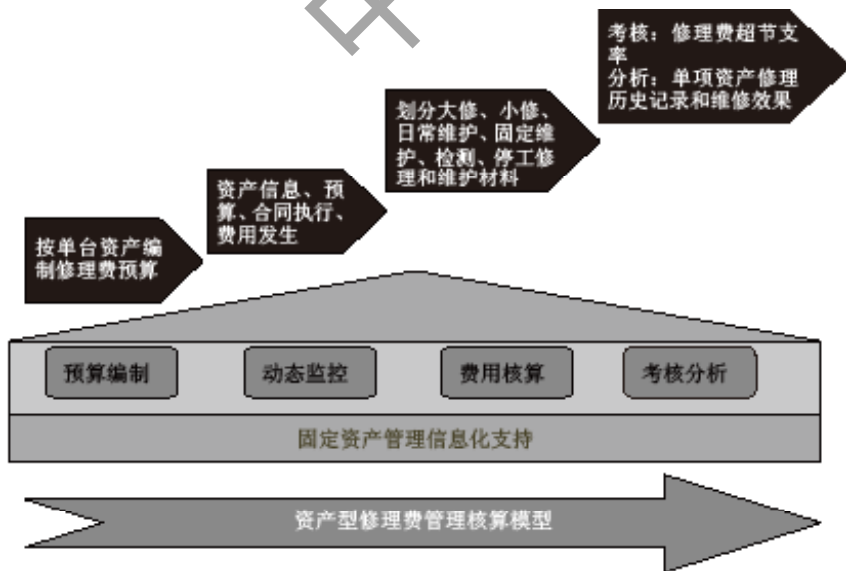 考核：修理费超节支
率
分析：单项资产修理
历史记录和维修效果
划分大修、小修、
日常维护、固定维
护、检测、停工修
理和维护材料
资产信息、预
算、合同执行、
费用发生
按单台资产编
制修理费预算
预算编制
动态监控
费用核算
考核分析
固定资产管理信息化支持
资产型修理费管理核算模型